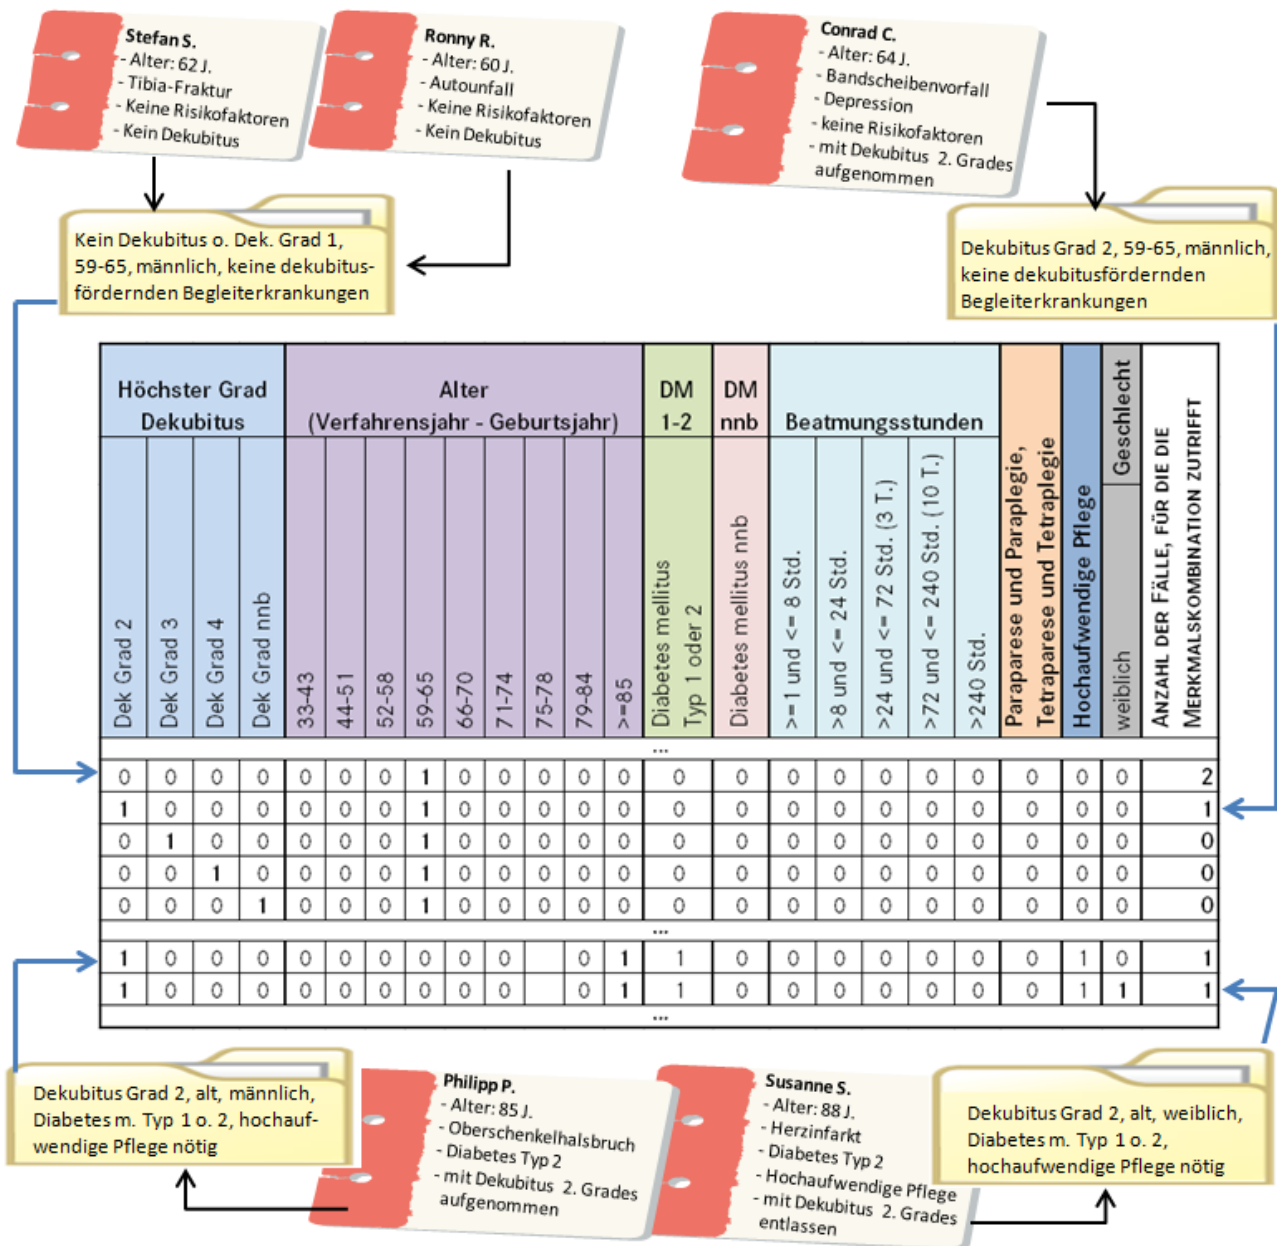 Stefan S.
- Alter: 62 J.
- Tibia-Fraktur
- Keine Risikofaktoren
- Kein Dekubitus
Ronny R.
- Alter: 60 J.
- Autounfall
- Keine Risikofaktoren
- Kein Dekubitus
Conrad C.
- Alter: 64 J.
- Bandscheibenvorfall
- Depression
- keine Risikofaktoren
- mit Dekubitus 2. Grades
aufgenommen
Kein Dekubitus o. Dek. Grad 1,
59-65, männlich, keine dekubitus-
fördernden Begleiterkrankungen
Dekubitus Grad 2, 59-65, männlich,
keine dekubitusfördernden
Begleiterkrankungen
Höchster Grad
Dekubitus
Alter
(Verfahrensjahr - Geburtsjahr)
DM
1-2
DM
nnb
Beatmungsstunden
Paraparese und Paraplegie,
Tetraparese und Tetraplegie
Hochaufwendige Pflege
Geschlecht
ANZAHL DER FÄLLE, FÜR DIE DIE
MERKMALSKOMBINATION ZUTRIFFT
Dek Grad 2
Dek Grad 3
Dek Grad 4
Dek Grad nnb
33-43
44-51
52-58
59-65
66-70
71-74
75-78
79-84
>=85
Diabetes mellitus
Typ 1 oder 2
Diabetes mellitus nnb
>=1 und <= 8 Std.
>8 und <= 24 Std.
>24 und <= 72 Std. (3 T.)
>72 und <= 240 Std. (10 T.)
>240 Std.
weiblich
...
0 0 0 0 0 0 0 1 0 0 0 0 0 0 0 0 0 0 0 0 0 0 0 2
1 0 0 0 0 0 0 1 0 0 0 0 0 0 0 0 0 0 0 0 0 0 0 1
0 1 0 0 0 0 0 1 0 0 0 0 0 0 0 0 0 0 0 0 0 0 0 0
0 0 1 0 0 0 0 1 0 0 0 0 0 0 0 0 0 0 0 0 0 0 0 0
0 0 0 1 0 0 0 1 0 0 0 0 0 0 0 0 0 0 0 0 0 0 0 0
...
1 0 0 0 0 0 0 0 0 0 0 1 1 0 0 0 0 0 0 0 1 0 1
1 0 0 0 0 0 0 0 0 0 0 1 1 0 0 0 0 0 0 0 1 1 1
...
Dekubitus Grad 2, alt, männlich,
Diabetes m. Typ 1 o. 2, hochauf-
wendige Pflege nötig
Philipp P.
- Alter: 85 J.
- Oberschenkelhalsbruch
- Diabetes Typ 2
- mit Dekubitus 2. Grades
aufgenommen
Susanne S.
- Alter: 88 J.
- Herzinfarkt
- Diabetes Typ 2
- Hochaufwendige Pflege
- mit Dekubitus 2. Grades
entlassen
Dekubitus Grad 2, alt, weiblich,
Diabetes m. Typ 1 o. 2,
hochaufwendige Pflege nötig